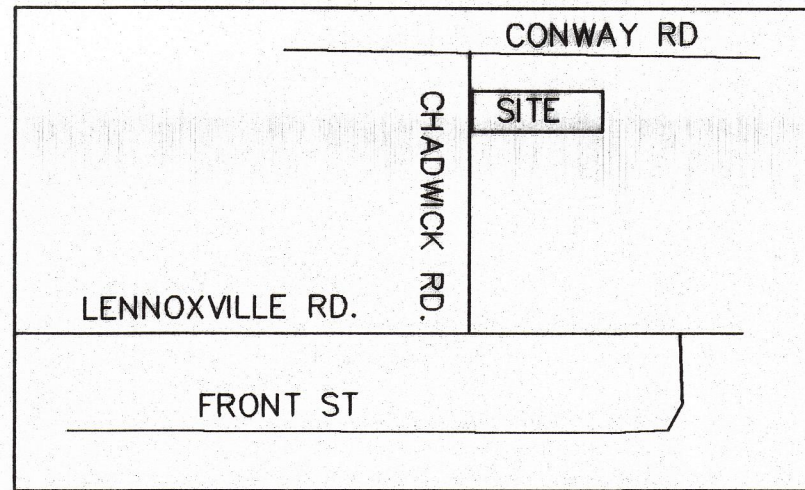 CONWAY RD
SITE
CHADWICK RD.
LENNOXVILLE RD.
FRONT ST